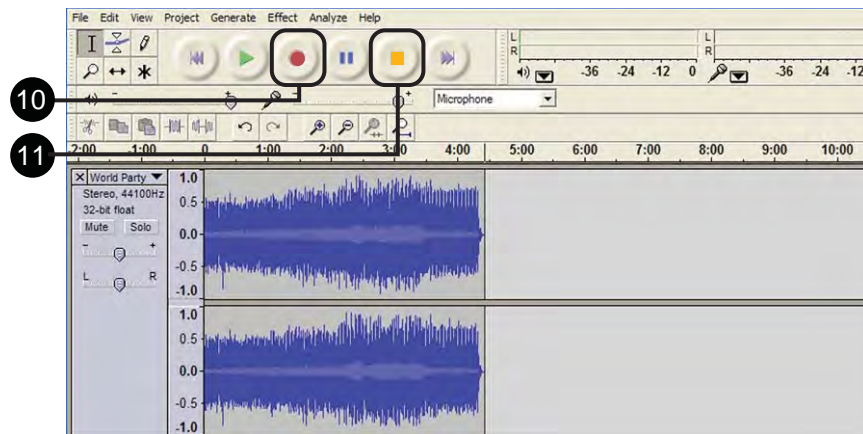 File Edit View Project Generate Effect Analyze Help
L
R
-36 -24 -12 0
L
R
-36 -24 -12
10
- +
- +
Microphone
11
2:00 1:00 0 1:00 2:00 3:00 4:00 5:00 6:00 7:00 8:00 9:00 10:00
X World Party
Stereo, 44100Hz
32-bit float
Mute Solo
- +
L R
1.0
0.5
0.0
-0.5
-1.0
1.0
0.5
0.0
-0.5
-1.0